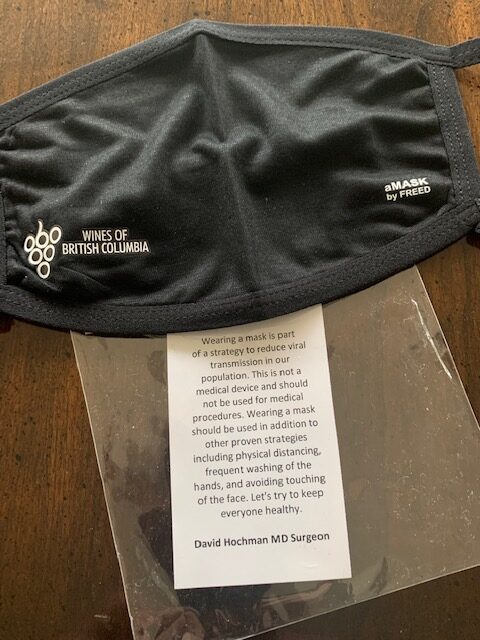 aMASK
by FREED
WINES OF
BRITISH COLUMBIA
Wearing a mask is part
of a strategy to reduce viral
transmission in our
population. This is not a
medical device and should
not be used for medical
procedures. Wearing a mask
should be used in addition to
other proven strategies
including physical distancing,
frequent washing of the
hands, and avoiding touching
of the face. Let's try to keep
everyone healthy.
David Hochman MD Surgeon